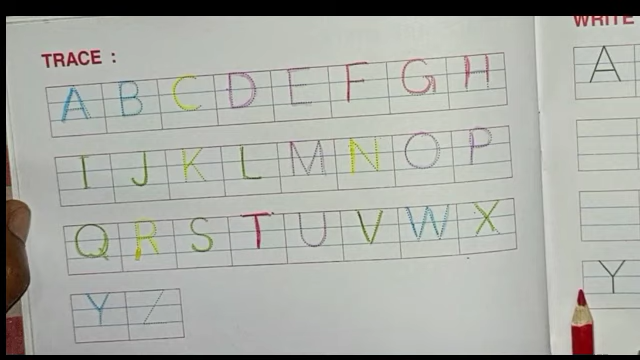 TRACE :
A B C D E F G H
I J K L M N O P
Q R S T U V W X
Y Z
WRITE
A
Y